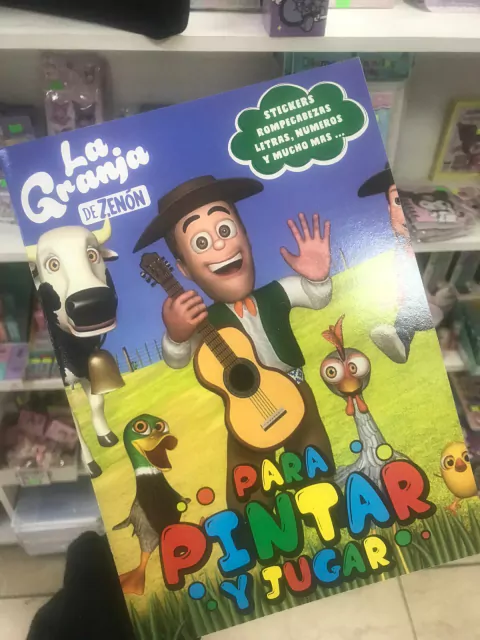 La
Granja
DE ZENÓN
STICKERS
ROMPECABEZAS
LETRAS, NUMEROS
Y MUCHO MAS ...
PARA
PINTAR
Y JUGAR